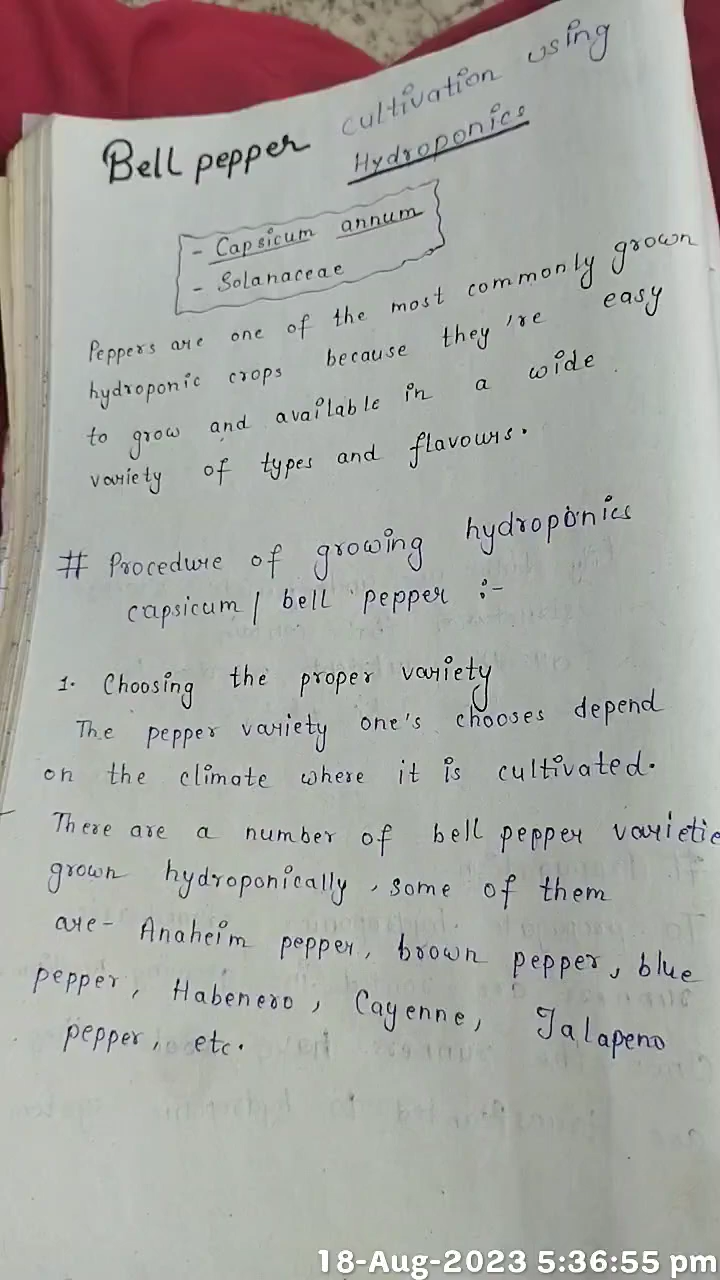 Bell pepper cultivation using
Hydroponics
- Capsicum annum
- Solanaceae
Peppers are one of the most commonly grown
hydroponic crops because they're easy
to grow and available in a wide
variety of types and flavours.
# Procedure of growing hydroponics
capsicum / bell pepper :-
1. Choosing the proper variety
The pepper variety one's chooses depend
on the climate where it is cultivated.
There are a number of bell pepper varietie
grown hydroponically, some of them
are- Anaheim pepper, brown pepper, blue
pepper, Habenero, Cayenne, Jalapeno
pepper, etc.
18-Aug-2023 5:36:55 pm